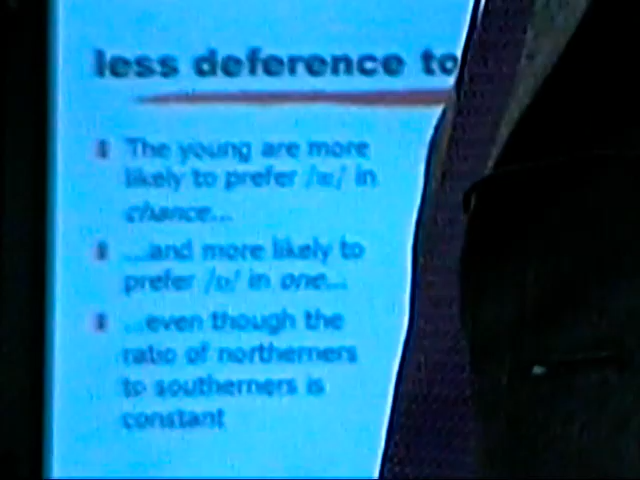 less deference to
The young are more
likely to prefer /æ/ in
chance...
...and more likely to
prefer /ɒ/ in one...
...even though the
ratio of northerners
to southerners is
constant